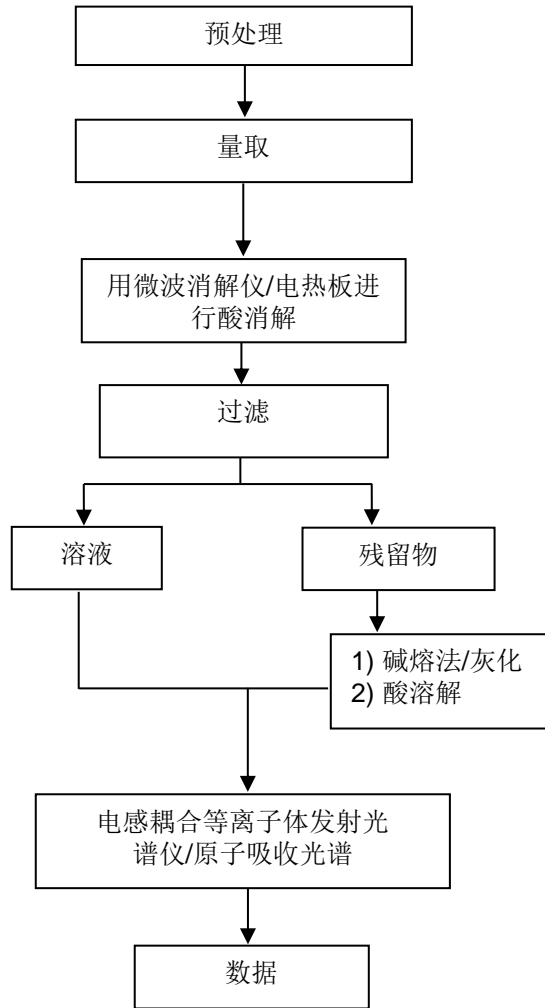 预处理
量取
用微波消解仪/电热板进
行酸消解
过滤
溶液
残留物
1) 碱熔法/灰化
2) 酸溶解
电感耦合等离子体发射光
谱仪/原子吸收光谱
数据